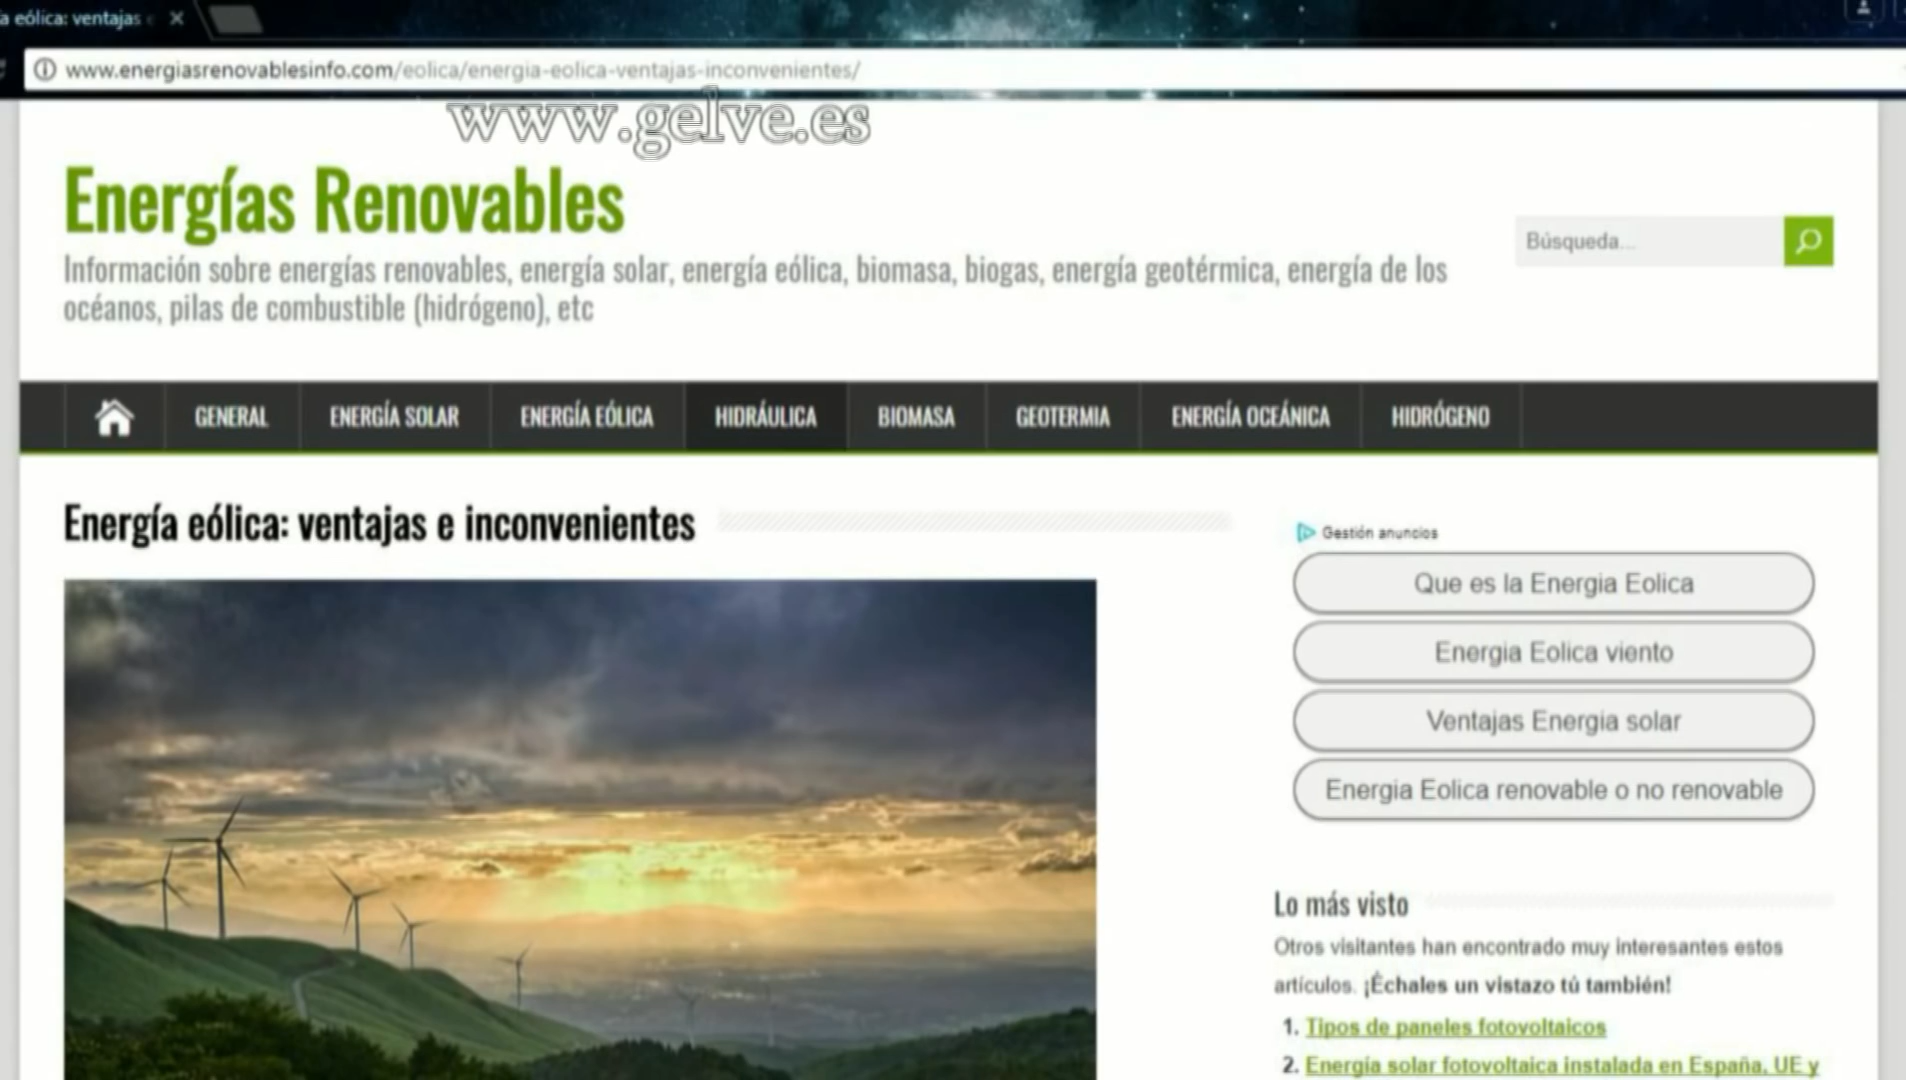 a eólica: ventajas
www.energiasrenovablesinfo.com/eolica/energia-eolica-ventajas-inconvenientes/
www.gelve.es
Energías Renovables
Información sobre energías renovables, energía solar, energía eólica, biomasa, biogas, energía geotérmica, energía de los
océanos, pilas de combustible (hidrógeno), etc
Búsqueda...
GENERAL ENERGÍA SOLAR ENERGÍA EÓLICA HIDRÁULICA BIOMASA GEOTERMIA ENERGÍA OCEÁNICA HIDRÓGENO
Energía eólica: ventajas e inconvenientes
Gestión anuncios
Que es la Energia Eolica
Energia Eolica viento
Ventajas Energia solar
Energia Eolica renovable o no renovable
Lo más visto
Otros visitantes han encontrado muy interesantes estos
artículos. ¡Échales un vistazo tú también!
1. Tipos de paneles fotovoltaicos
2. Energía solar fotovoltaica instalada en España, UE y